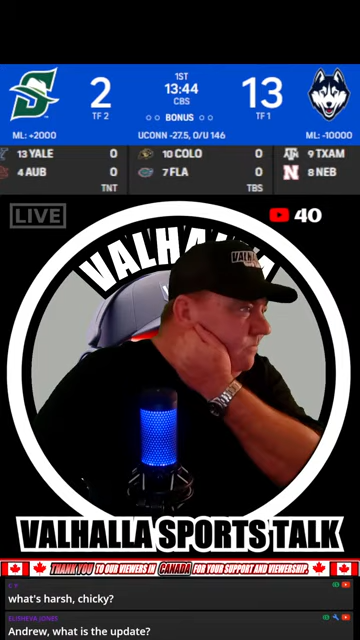 S
2
TF 2
ML: +2000
1ST
13:44
CBS
BONUS
UCONN -27.5, O/U 146
13
TF 1
ML: -10000
13 YALE 0
4 AUB 0
TNT
10 COLO 0
7 FLA 0
TBS
9 TXAM
8 NEB
LIVE
40
VALHALLA
VALHALLA
VALHALLA SPORTS TALK
THANK YOU TO OUR VIEWERS IN CANADA FOR YOUR SUPPORT AND VIEWERSHIP.
what's harsh, chicky?
ELISHEVA JONES
Andrew, what is the update?